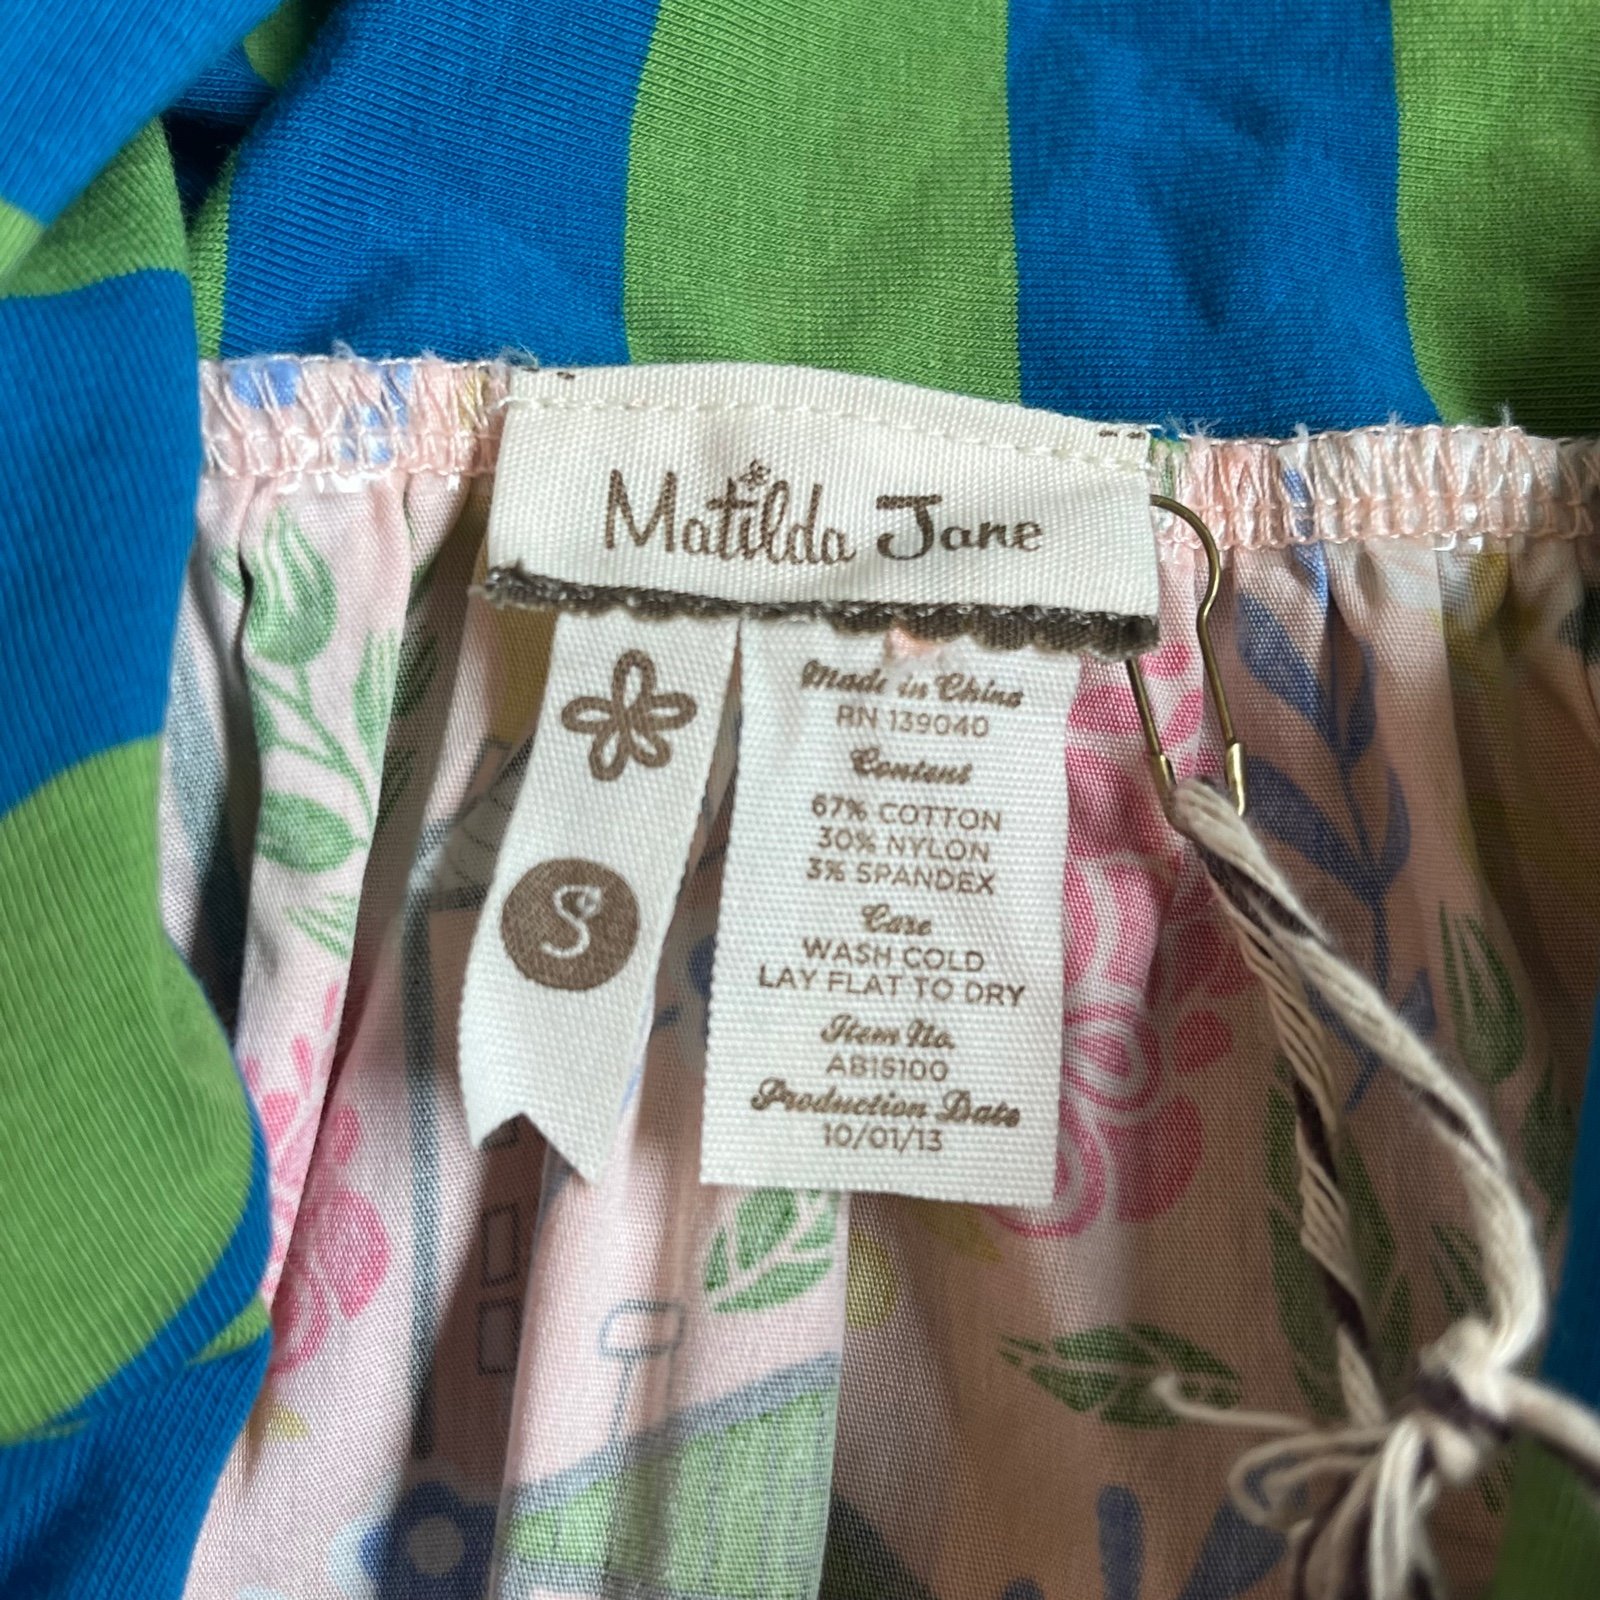 Matilda Jane
S
Made in China
RN 139040
Content
67% COTTON
30% NYLON
3% SPANDEX
Care
WASH COLD
LAY FLAT TO DRY
Item No.
AB1S100
Production Date
10/01/13